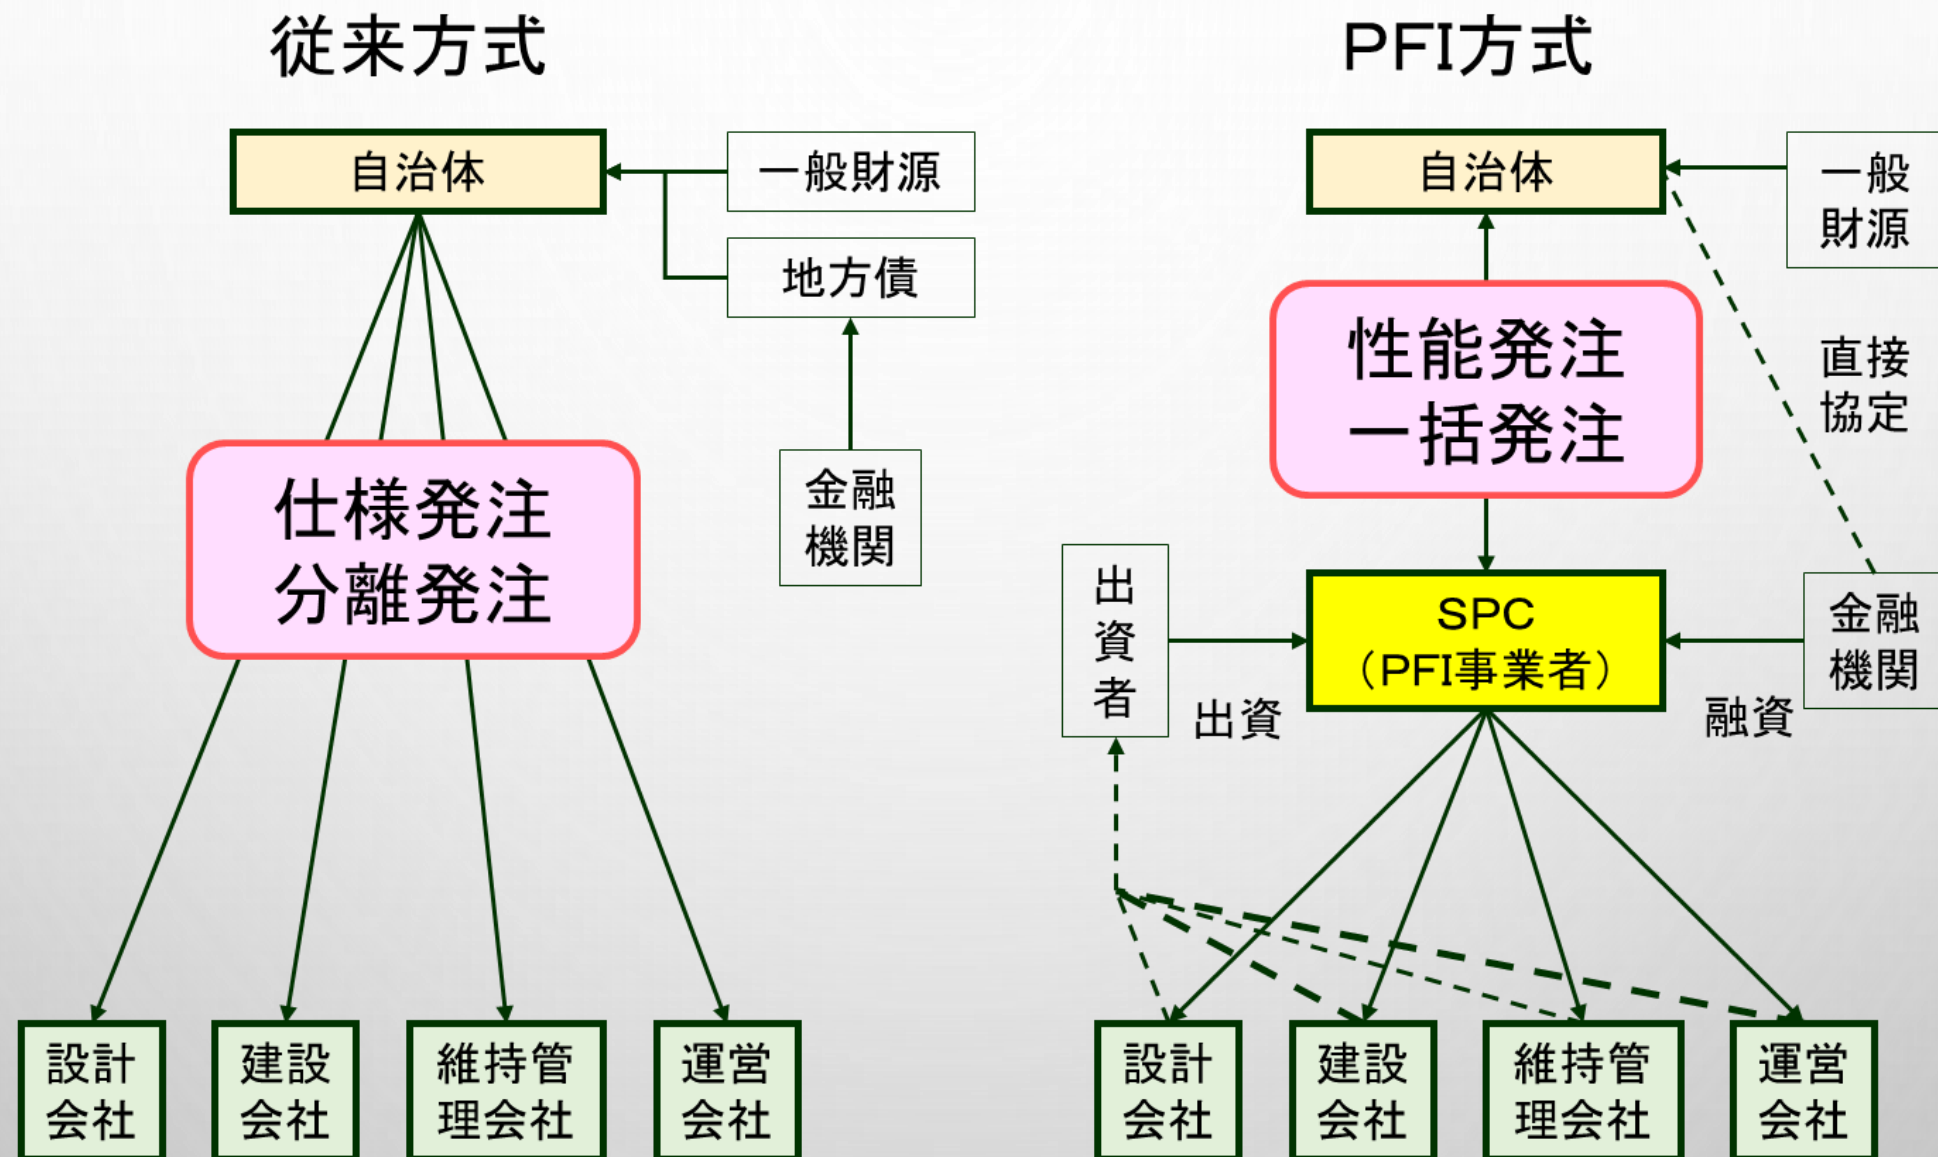 従来方式
自治体
一般財源
地方債
金融
機関
仕様発注
分離発注
設計
会社
建設
会社
維持管
理会社
運営
会社
PFI方式
自治体
一般
財源
性能発注
一括発注
直接
協定
出
資
者
出資
SPC
（PFI事業者）
融資
金融
機関
設計
会社
建設
会社
維持管
理会社
運営
会社